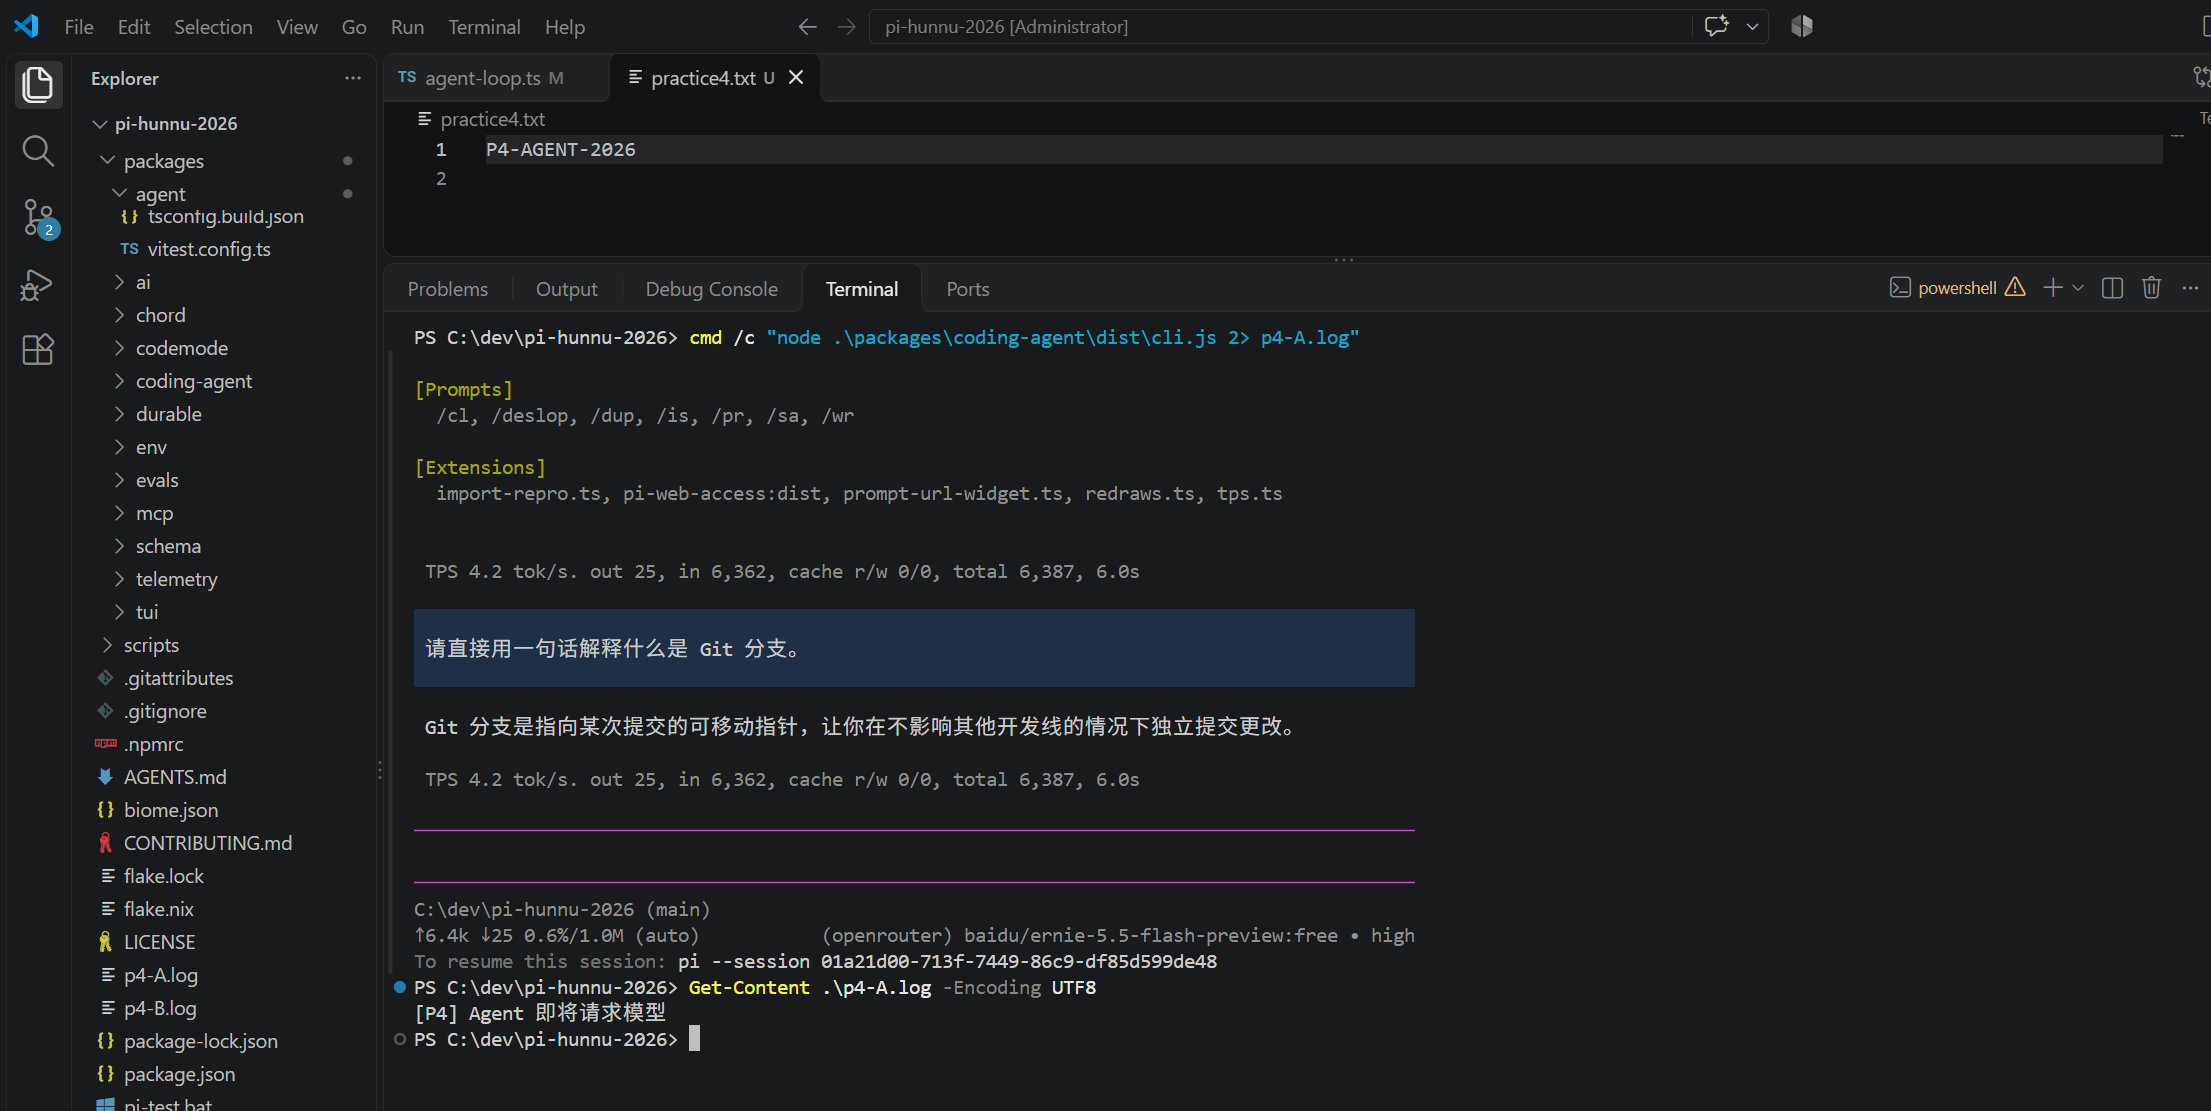 File Edit Selection View Go Run Terminal Help
pi-hunnu-2026 [Administrator]
Explorer
pi-hunnu-2026
packages
agent
tsconfig.build.json
TS vitest.config.ts
ai
chord
codemode
coding-agent
durable
env
evals
mcp
schema
telemetry
tui
scripts
.gitattributes
.gitignore
.npmrc
AGENTS.md
biome.json
CONTRIBUTING.md
flake.lock
flake.nix
LICENSE
p4-A.log
p4-B.log
package-lock.json
package.json
pi-test.bat
2
TS agent-loop.ts M
practice4.txt U
practice4.txt
1 P4-AGENT-2026
2
Problems Output Debug Console Terminal Ports
powershell
PS C:\dev\pi-hunnu-2026> cmd /c "node .\packages\coding-agent\dist\cli.js 2> p4-A.log"
[Prompts]
/cl, /deslop, /dup, /is, /pr, /sa, /wr
[Extensions]
import-repro.ts, pi-web-access:dist, prompt-url-widget.ts, redraws.ts, tps.ts
TPS 4.2 tok/s. out 25, in 6,362, cache r/w 0/0, total 6,387, 6.0s
请直接用一句话解释什么是 Git 分支。
Git 分支是指向某次提交的可移动指针，让你在不影响其他开发线的情况下独立提交更改。
TPS 4.2 tok/s. out 25, in 6,362, cache r/w 0/0, total 6,387, 6.0s
C:\dev\pi-hunnu-2026 (main)
↑6.4k ↓25 0.6%/1.0M (auto) (openrouter) baidu/ernie-5.5-flash-preview:free • high
To resume this session: pi --session 01a21d00-713f-7449-86c9-df85d599de48
PS C:\dev\pi-hunnu-2026> Get-Content .\p4-A.log -Encoding UTF8
[P4] Agent 即将请求模型
PS C:\dev\pi-hunnu-2026>